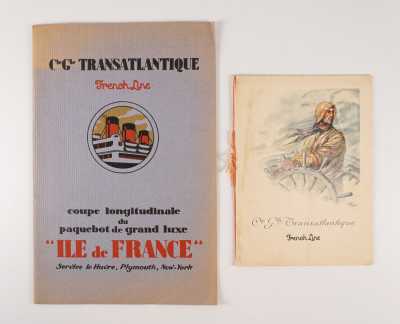 Cie Gle TRANSATLANTIQUE
French Line
coupe longitudinale
du
paquebot de grand luxe
"ILE de FRANCE"
Service le Havre, Plymouth, New-York
Cie Gle Transatlantique
French Line